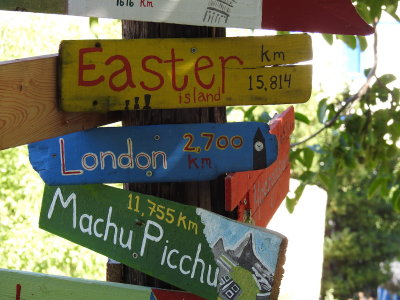 1616 Km
Easter Km
island 15,814
London 2,700
Km.
11,755 Km
Machu Picchu